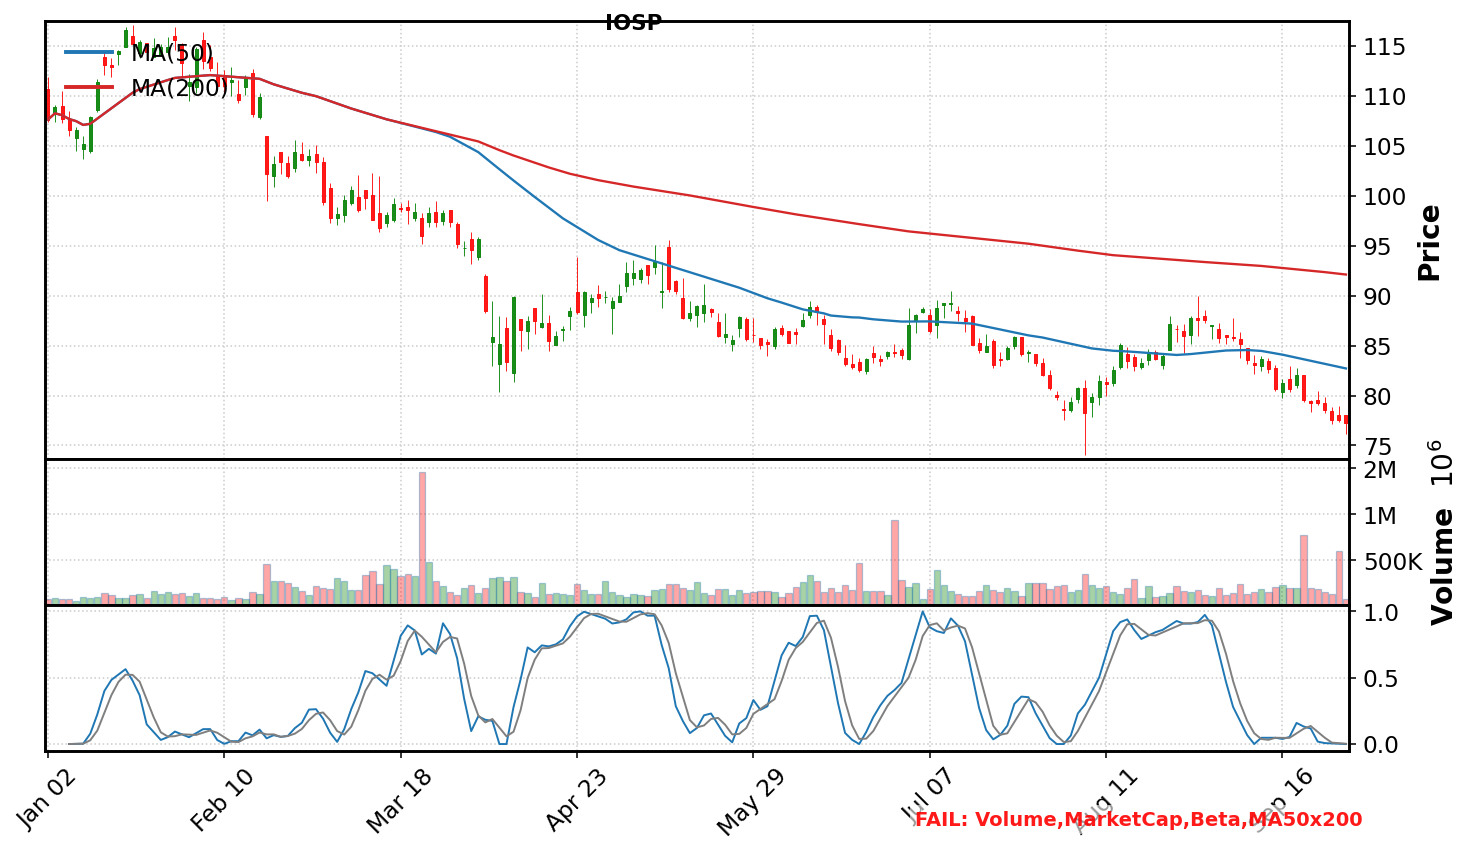 IOSP
MA(50)
MA(200)
115
110
105
100
95
90
85
80
75
Price
2M
1M
500K
Volume 10^6
1.0
0.5
0.0
Jan 02
Feb 10
Mar 18
Apr 23
May 29
Jul 07
Aug 11
Sep 16
FAIL: Volume,MarketCap,Beta,MA50x200